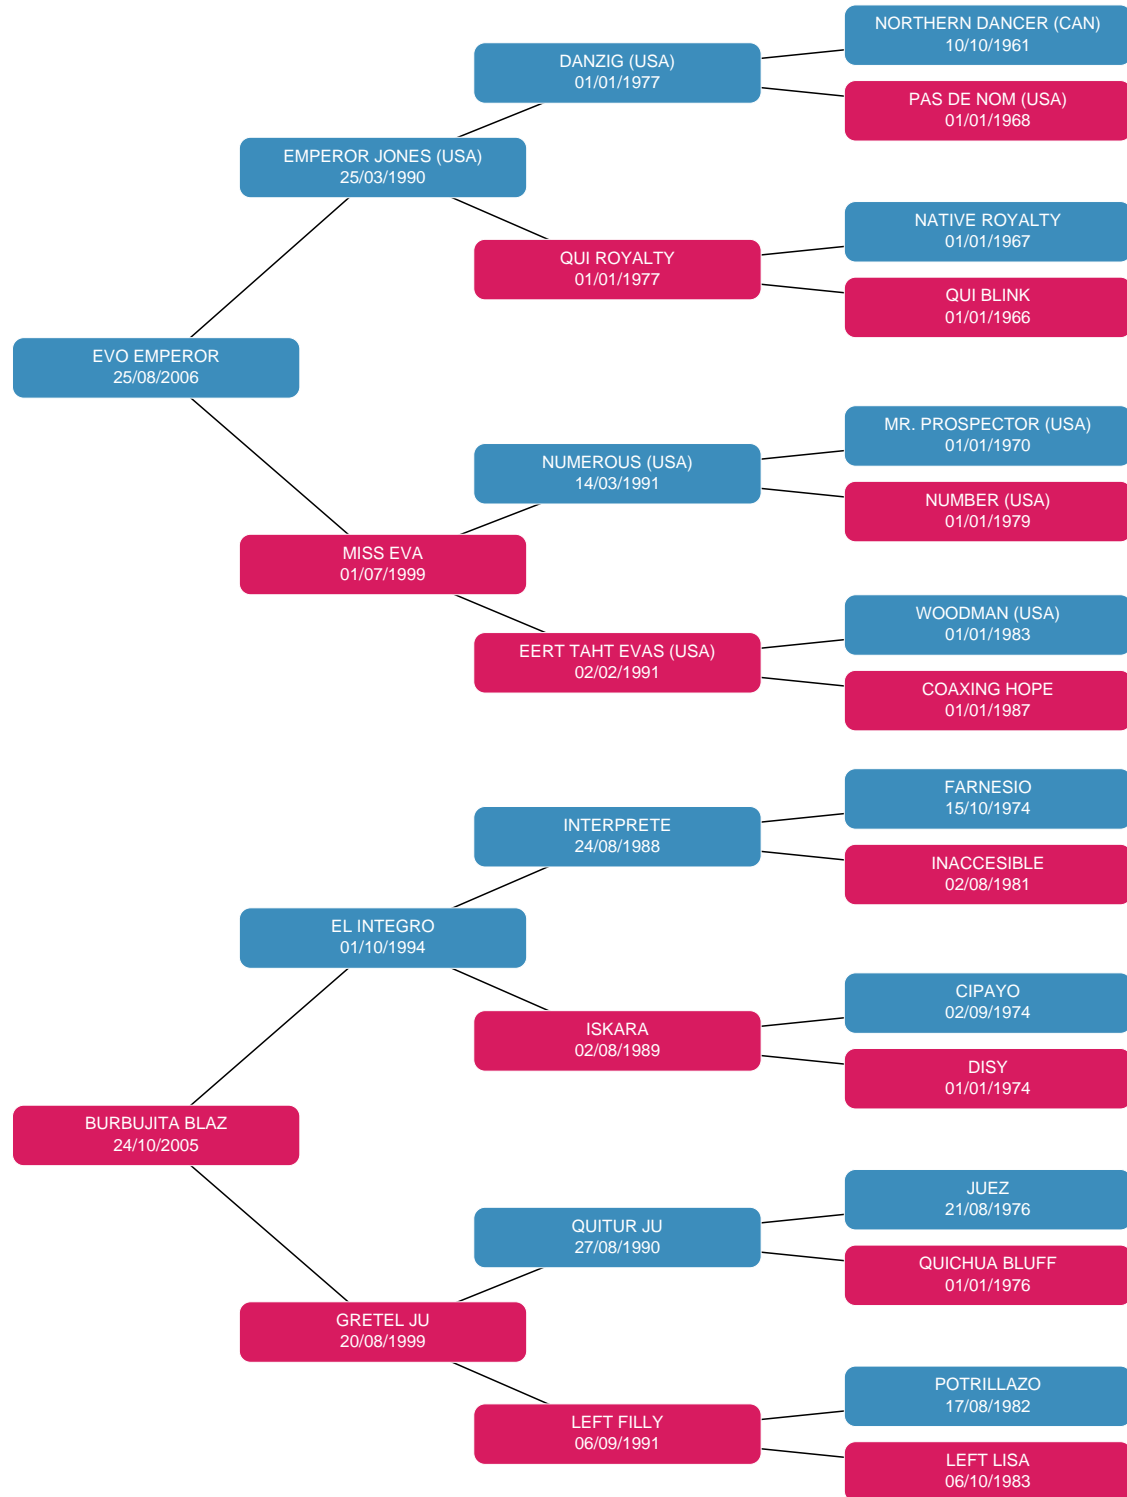 NORTHERN DANCER (CAN)
10/10/1961
DANZIG (USA)
01/01/1977
PAS DE NOM (USA)
01/01/1968
EMPEROR JONES (USA)
25/03/1990
NATIVE ROYALTY
01/01/1967
QUI ROYALTY
01/01/1977
QUI BLINK
01/01/1966
EVO EMPEROR
25/08/2006
MR. PROSPECTOR (USA)
01/01/1970
NUMEROUS (USA)
14/03/1991
NUMBER (USA)
01/01/1979
MISS EVA
01/07/1999
WOODMAN (USA)
01/01/1983
EERT TAHT EVAS (USA)
02/02/1991
COAXING HOPE
01/01/1987
FARNESIO
15/10/1974
INTERPRETE
24/08/1988
INACCESIBLE
02/08/1981
EL INTEGRO
01/10/1994
CIPAYO
02/09/1974
ISKARA
02/08/1989
DISY
01/01/1974
BURBUJITA BLAZ
24/10/2005
JUEZ
21/08/1976
QUITUR JU
27/08/1990
QUICHUA BLUFF
01/01/1976
GRETEL JU
20/08/1999
POTRILLAZO
17/08/1982
LEFT FILLY
06/09/1991
LEFT LISA
06/10/1983